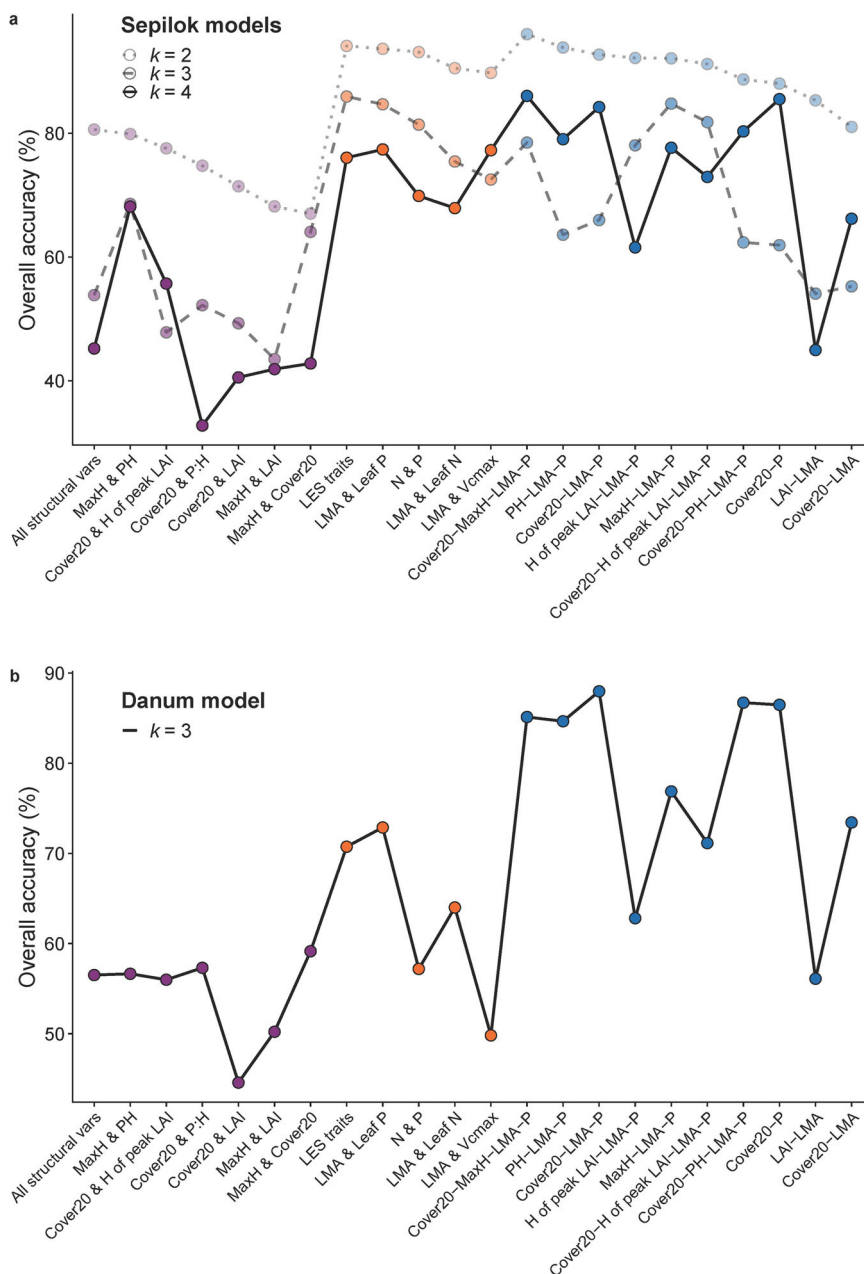 a
Sepilok models
k = 2
k = 3
k = 4
Overall accuracy (%)
80
60
40
All structural vars
MaxH & PH
Cover20 & H of peak LAI
Cover20 & P:H
Cover20 & LAI
MaxH & LAI
MaxH & Cover20
LES traits
LMA & Leaf P
N & P
LMA & Leaf N
LMA & Vcmax
Cover20−MaxH−LMA−P
PH−LMA−P
Cover20−LMA−P
H of peak LAI−LMA−P
MaxH−LMA−P
Cover20−H of peak LAI−LMA−P
Cover20−PH−LMA−P
Cover20−P
LAI−LMA
Cover20−LMA
b
Danum model
k = 3
Overall accuracy (%)
90
80
70
60
50
All structural vars
MaxH & PH
Cover20 & H of peak LAI
Cover20 & P:H
Cover20 & LAI
MaxH & LAI
MaxH & Cover20
LES traits
LMA & Leaf P
N & P
LMA & Leaf N
LMA & Vcmax
Cover20−MaxH−LMA−P
PH−LMA−P
Cover20−LMA−P
H of peak LAI−LMA−P
MaxH−LMA−P
Cover20−H of peak LAI−LMA−P
Cover20−PH−LMA−P
Cover20−P
LAI−LMA
Cover20−LMA